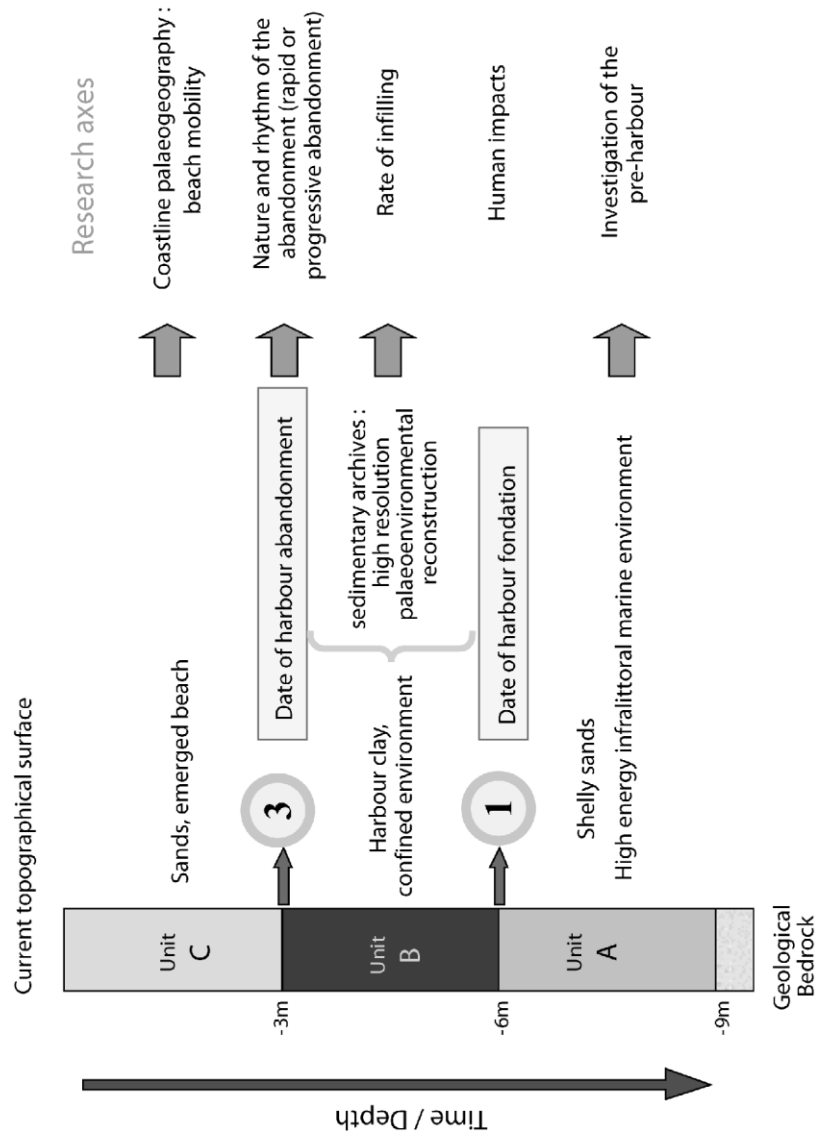 Current topographical surface
Research axes
Time / Depth
Unit
C
Sands, emerged beach
Coastline palaeogeography :
beach mobility
-3m
3
Date of harbour abandonment
Nature and rhythm of the
abandonment (rapid or
progressive abandonment)
Unit
B
Harbour clay,
confined environment
sedimentary archives :
high resolution
palaeoenvironmental
reconstruction
Rate of infilling
-6m
1
Date of harbour fondation
Human impacts
Unit
A
Shelly sands
High energy infralittoral marine environment
Investigation of the
pre-harbour
-9m
Geological
Bedrock